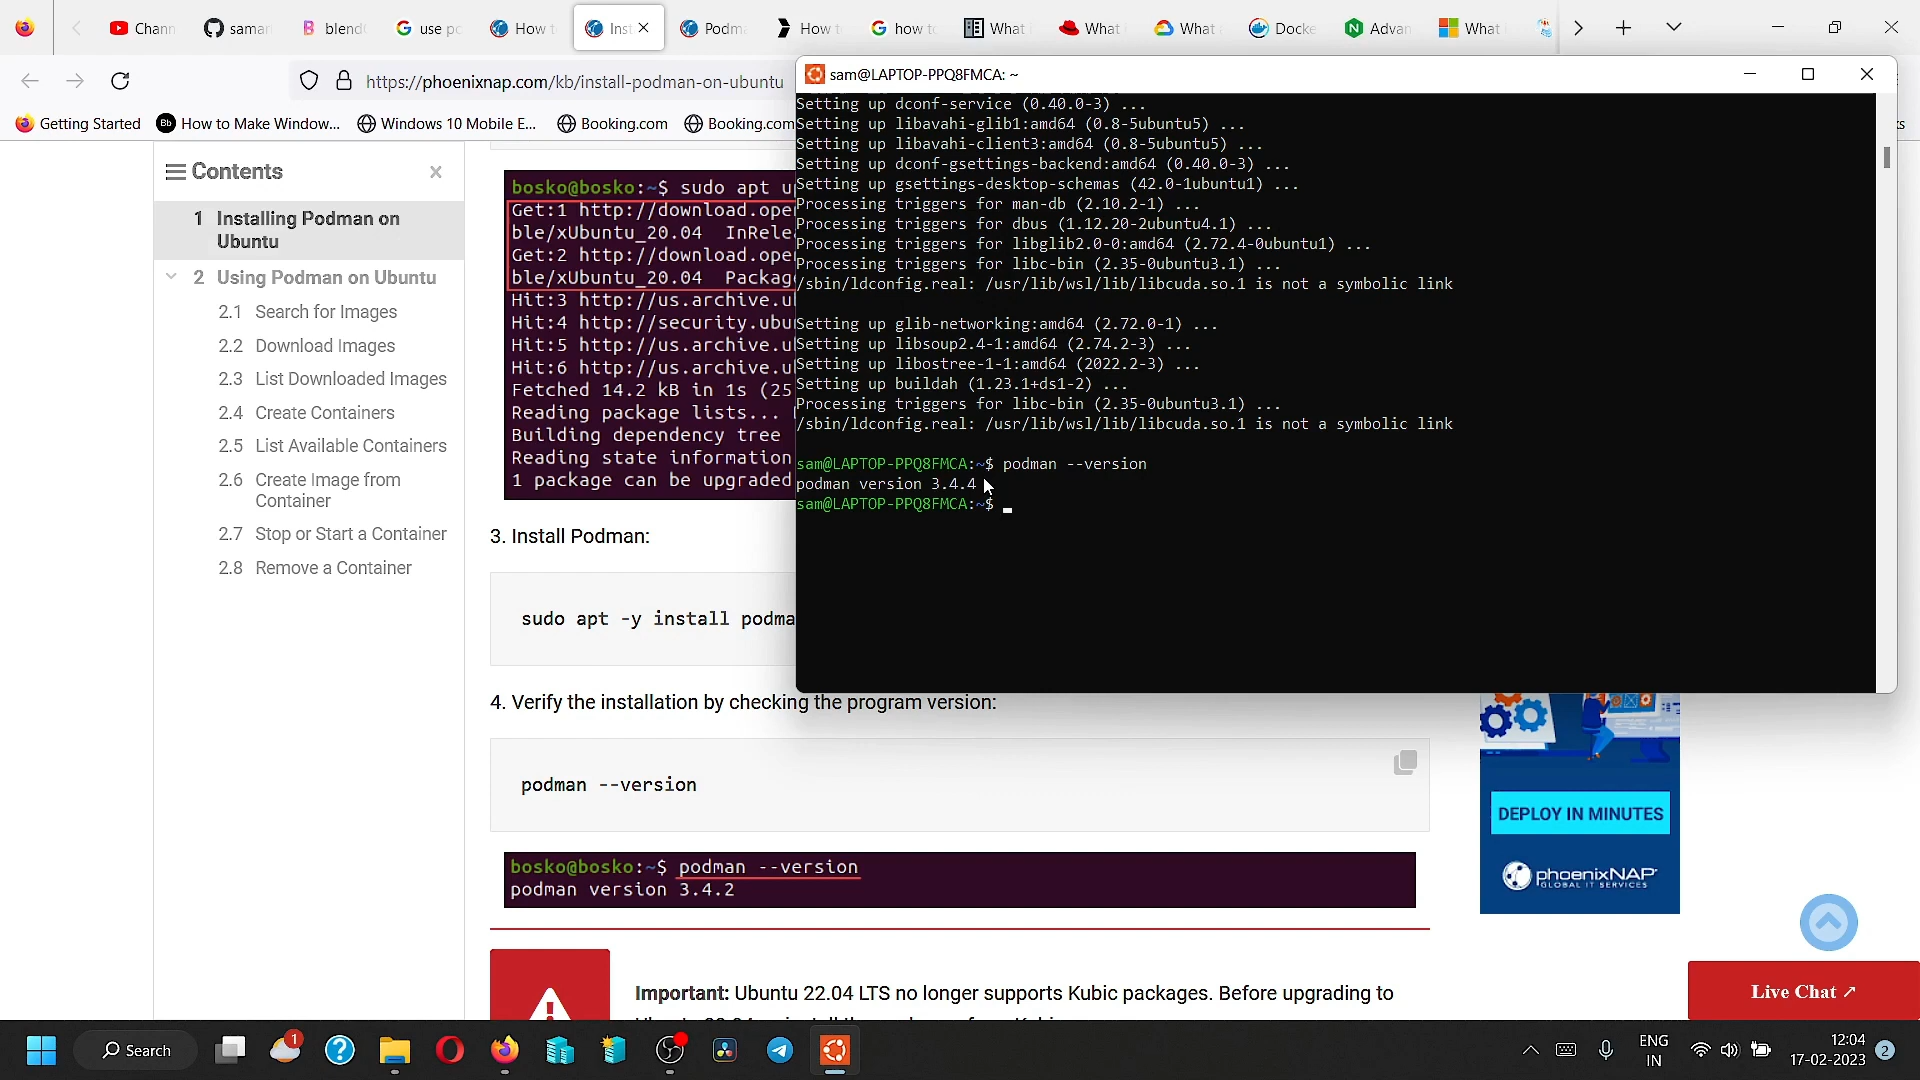 Chann
saman
blend
use po
How t
Inst
Podma
How t
how to
What i
What
What
Docke
Advan
What
https://phoenixnap.com/kb/install-podman-on-ubuntu
sam@LAPTOP-PPQ8FMCA: ~
Getting Started
How to Make Window...
Windows 10 Mobile E...
Booking.com
Booking.com
Contents
1 Installing Podman on
Ubuntu
2 Using Podman on Ubuntu
2.1 Search for Images
2.2 Download Images
2.3 List Downloaded Images
2.4 Create Containers
2.5 List Available Containers
2.6 Create Image from
Container
2.7 Stop or Start a Container
2.8 Remove a Container
bosko@bosko:~$ sudo apt up
Get:1 http://download.ope
ble/xUbuntu_20.04 InRele
Get:2 http://download.ope
ble/xUbuntu_20.04 Packag
Hit:3 http://us.archive.u
Hit:4 http://security.ubu
Hit:5 http://us.archive.u
Hit:6 http://us.archive.u
Fetched 14.2 kB in 1s (25
Reading package lists...
Building dependency tree
Reading state information
1 package can be upgraded
Setting up dconf-service (0.40.0-3) ...
Setting up libavahi-glib1:amd64 (0.8-5ubuntu5) ...
Setting up libavahi-client3:amd64 (0.8-5ubuntu5) ...
Setting up dconf-gsettings-backend:amd64 (0.40.0-3) ...
Setting up gsettings-desktop-schemas (42.0-1ubuntu1) ...
Processing triggers for man-db (2.10.2-1) ...
Processing triggers for dbus (1.12.20-2ubuntu4.1) ...
Processing triggers for libglib2.0-0:amd64 (2.72.4-0ubuntu1) ...
Processing triggers for libc-bin (2.35-0ubuntu3.1) ...
/sbin/ldconfig.real: /usr/lib/wsl/lib/libcuda.so.1 is not a symbolic link
Setting up glib-networking:amd64 (2.72.0-1) ...
Setting up libsoup2.4-1:amd64 (2.74.2-3) ...
Setting up libostree-1-1:amd64 (2022.2-3) ...
Setting up buildah (1.23.1+ds1-2) ...
Processing triggers for libc-bin (2.35-0ubuntu3.1) ...
/sbin/ldconfig.real: /usr/lib/wsl/lib/libcuda.so.1 is not a symbolic link
sam@LAPTOP-PPQ8FMCA:~$ podman --version
podman version 3.4.4
sam@LAPTOP-PPQ8FMCA:~$
3. Install Podman:
sudo apt -y install podma
4. Verify the installation by checking the program version:
podman --version
bosko@bosko:~$ podman --version
podman version 3.4.2
Important: Ubuntu 22.04 LTS no longer supports Kubic packages. Before upgrading to
DEPLOY IN MINUTES
phoenixNAP
GLOBAL IT SERVICES
Live Chat
Search
1
ENG
IN
12:04
17-02-2023
2